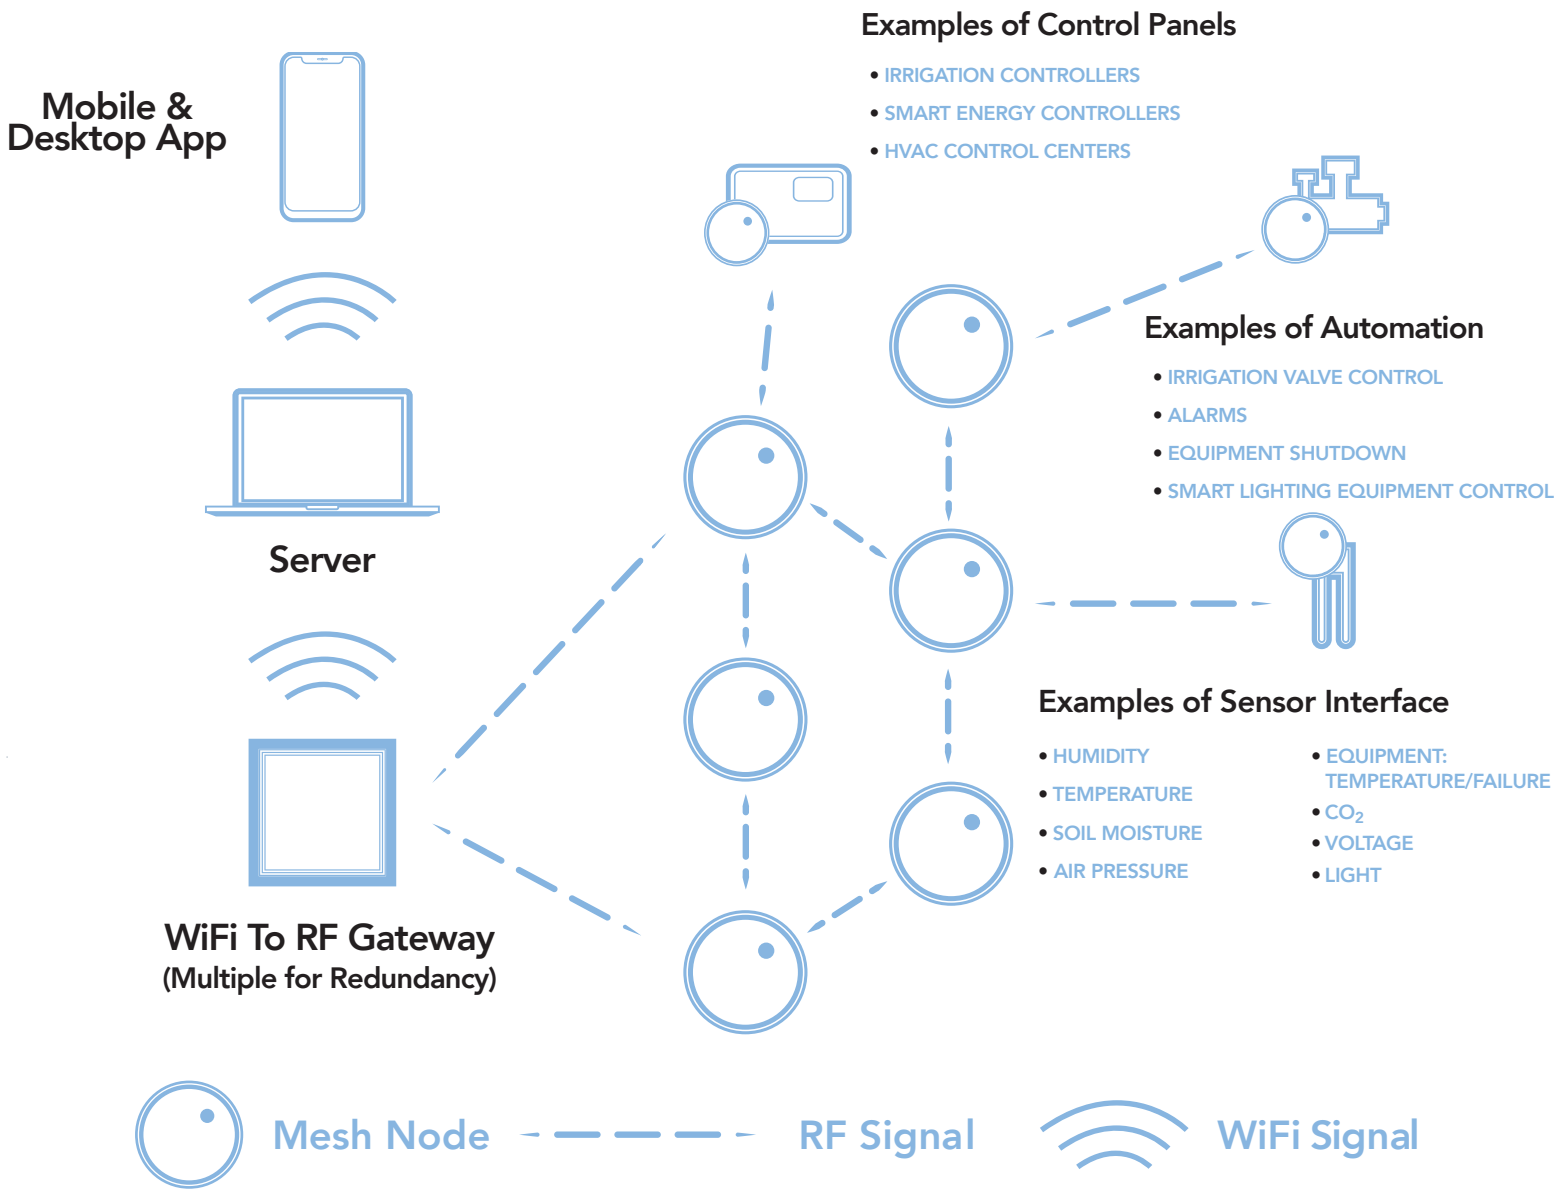 Examples of Control Panels
• IRRIGATION CONTROLLERS
• SMART ENERGY CONTROLLERS
• HVAC CONTROL CENTERS
Mobile &
Desktop App
Server
WiFi To RF Gateway
(Multiple for Redundancy)
Examples of Automation
• IRRIGATION VALVE CONTROL
• ALARMS
• EQUIPMENT SHUTDOWN
• SMART LIGHTING EQUIPMENT CONTROL
Examples of Sensor Interface
• HUMIDITY
• TEMPERATURE
• SOIL MOISTURE
• AIR PRESSURE
• EQUIPMENT:
TEMPERATURE/FAILURE
• CO₂
• VOLTAGE
• LIGHT
Mesh Node
RF Signal
WiFi Signal